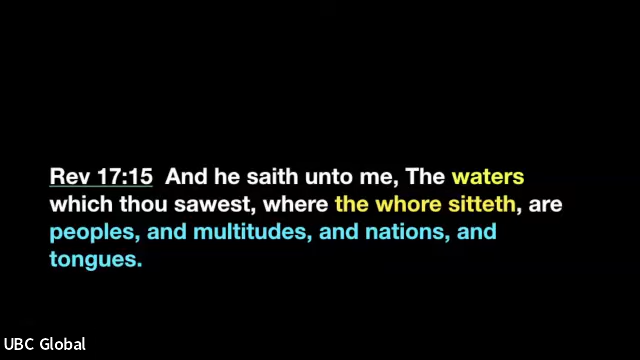 Rev 17:15  And he saith unto me, The waters
which thou sawest, where the whore sitteth, are
peoples, and multitudes, and nations, and
tongues.
UBC Global